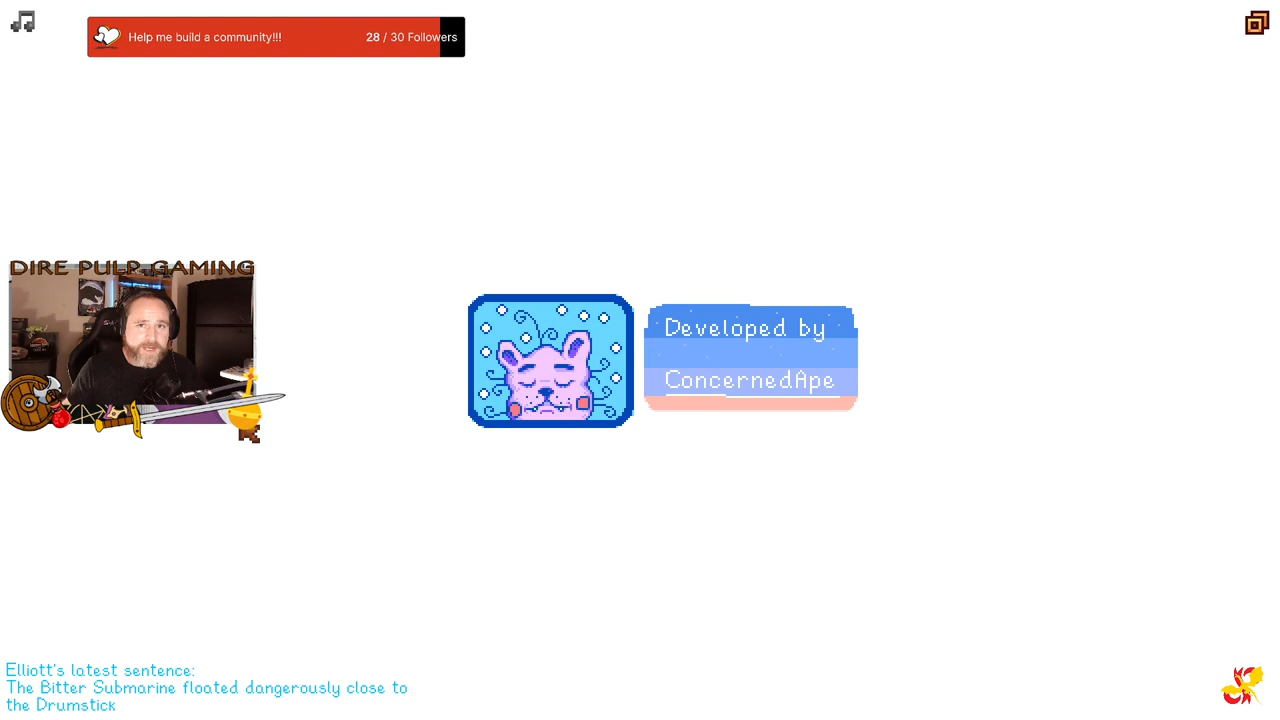 Help me build a community!!!
28 / 30 Followers
DIRE PULP GAMING
Developed by
ConcernedApe
Elliott's latest sentence:
The Bitter Submarine floated dangerously close to
the Drumstick